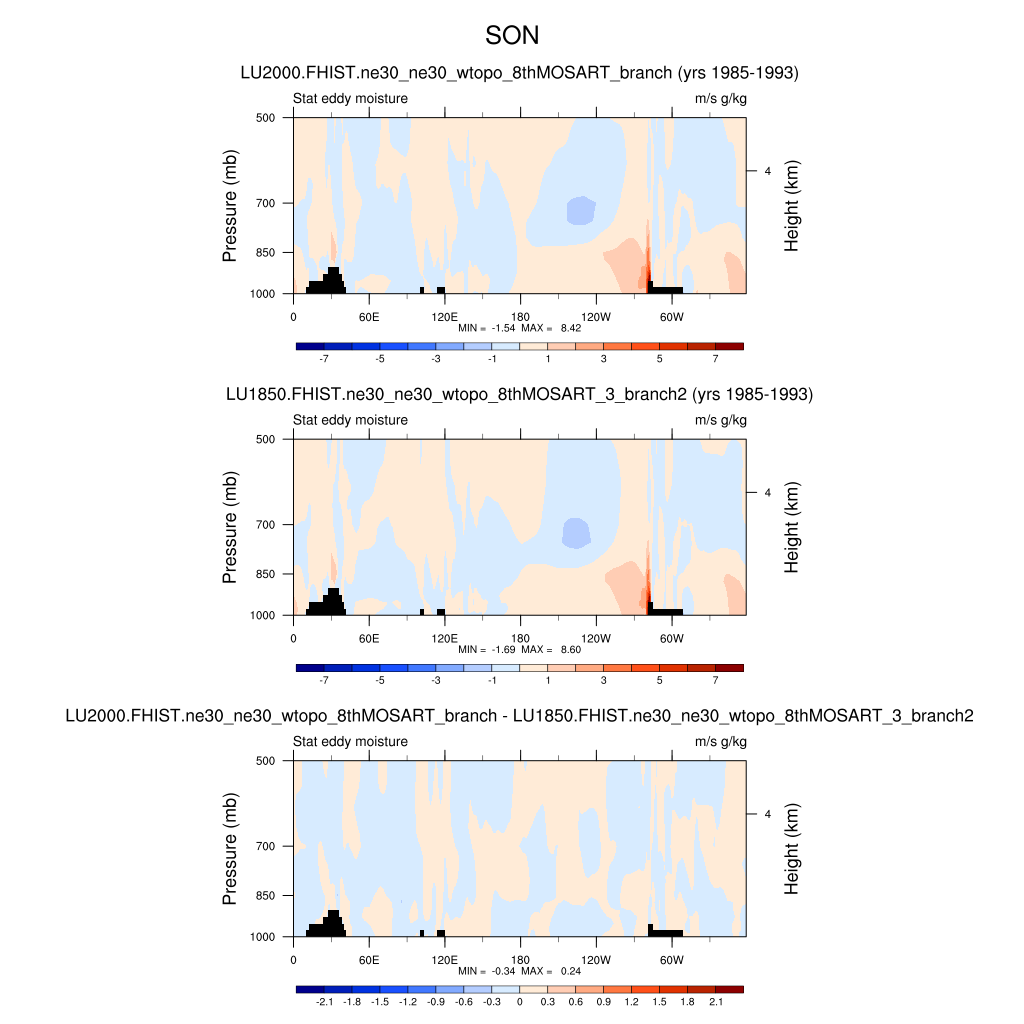 SON
LU2000.FHIST.ne30_ne30_wtopo_8thMOSART_branch (yrs 1985-1993)
Stat eddy moisture m/s g/kg
500
700
850
1000
Pressure (mb)
4
Height (km)
0 60E 120E 180 120W 60W
MIN = -1.54 MAX = 8.42
-7 -5 -3 -1 1 3 5 7
LU1850.FHIST.ne30_ne30_wtopo_8thMOSART_3_branch2 (yrs 1985-1993)
Stat eddy moisture m/s g/kg
500
700
850
1000
Pressure (mb)
4
Height (km)
0 60E 120E 180 120W 60W
MIN = -1.69 MAX = 8.60
-7 -5 -3 -1 1 3 5 7
LU2000.FHIST.ne30_ne30_wtopo_8thMOSART_branch - LU1850.FHIST.ne30_ne30_wtopo_8thMOSART_3_branch2
Stat eddy moisture m/s g/kg
500
700
850
1000
Pressure (mb)
4
Height (km)
0 60E 120E 180 120W 60W
MIN = -0.34 MAX = 0.24
-2.1 -1.8 -1.5 -1.2 -0.9 -0.6 -0.3 0 0.3 0.6 0.9 1.2 1.5 1.8 2.1